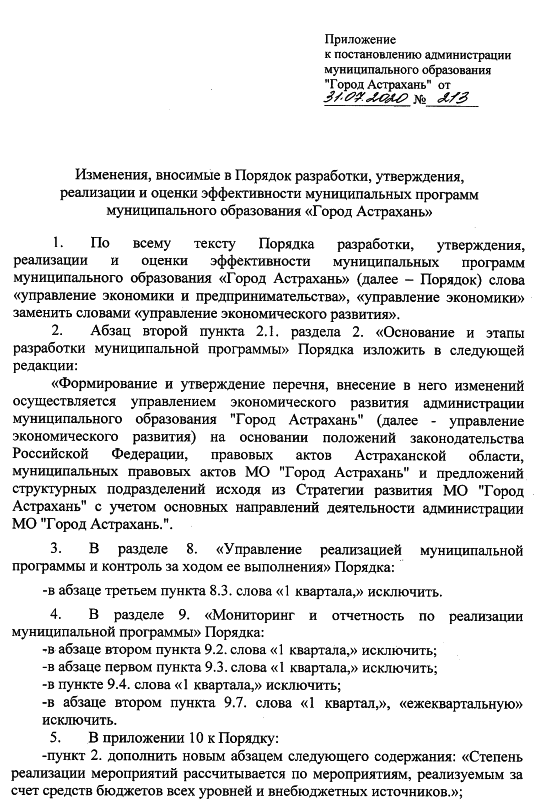 Приложение
к постановлению администрации
муниципального образования
"Город Астрахань" от
31.07.2020 № 213
Изменения, вносимые в Порядок разработки, утверждения,
реализации и оценки эффективности муниципальных программ
муниципального образования «Город Астрахань»
1. По всему тексту Порядка разработки, утверждения,
реализации и оценки эффективности муниципальных программ
муниципального образования «Город Астрахань» (далее – Порядок) слова
«управление экономики и предпринимательства», «управление экономики»
заменить словами «управление экономического развития».
2. Абзац второй пункта 2.1. раздела 2. «Основание и этапы
разработки муниципальной программы» Порядка изложить в следующей
редакции:
«Формирование и утверждение перечня, внесение в него изменений
осуществляется управлением экономического развития администрации
муниципального образования "Город Астрахань" (далее - управление
экономического развития) на основании положений законодательства
Российской Федерации, правовых актов Астраханской области,
муниципальных правовых актов МО "Город Астрахань" и предложений
структурных подразделений исходя из Стратегии развития МО "Город
Астрахань" с учетом основных направлений деятельности администрации
МО "Город Астрахань.".
3. В разделе 8. «Управление реализацией муниципальной
программы и контроль за ходом ее выполнения» Порядка:
-в абзаце третьем пункта 8.3. слова «1 квартала,» исключить.
4. В разделе 9. «Мониторинг и отчетность по реализации
муниципальной программы» Порядка:
-в абзаце втором пункта 9.2. слова «1 квартала,» исключить;
-в абзаце первом пункта 9.3. слова «1 квартала,» исключить;
-в пункте 9.4. слова «1 квартала,» исключить;
-в абзаце втором пункта 9.7. слова «1 квартал,», «ежеквартальную»
исключить.
5. В приложении 10 к Порядку:
-пункт 2. дополнить новым абзацем следующего содержания: «Степень
реализации мероприятий рассчитывается по мероприятиям, реализуемым за
счет средств бюджетов всех уровней и внебюджетных источников.»;